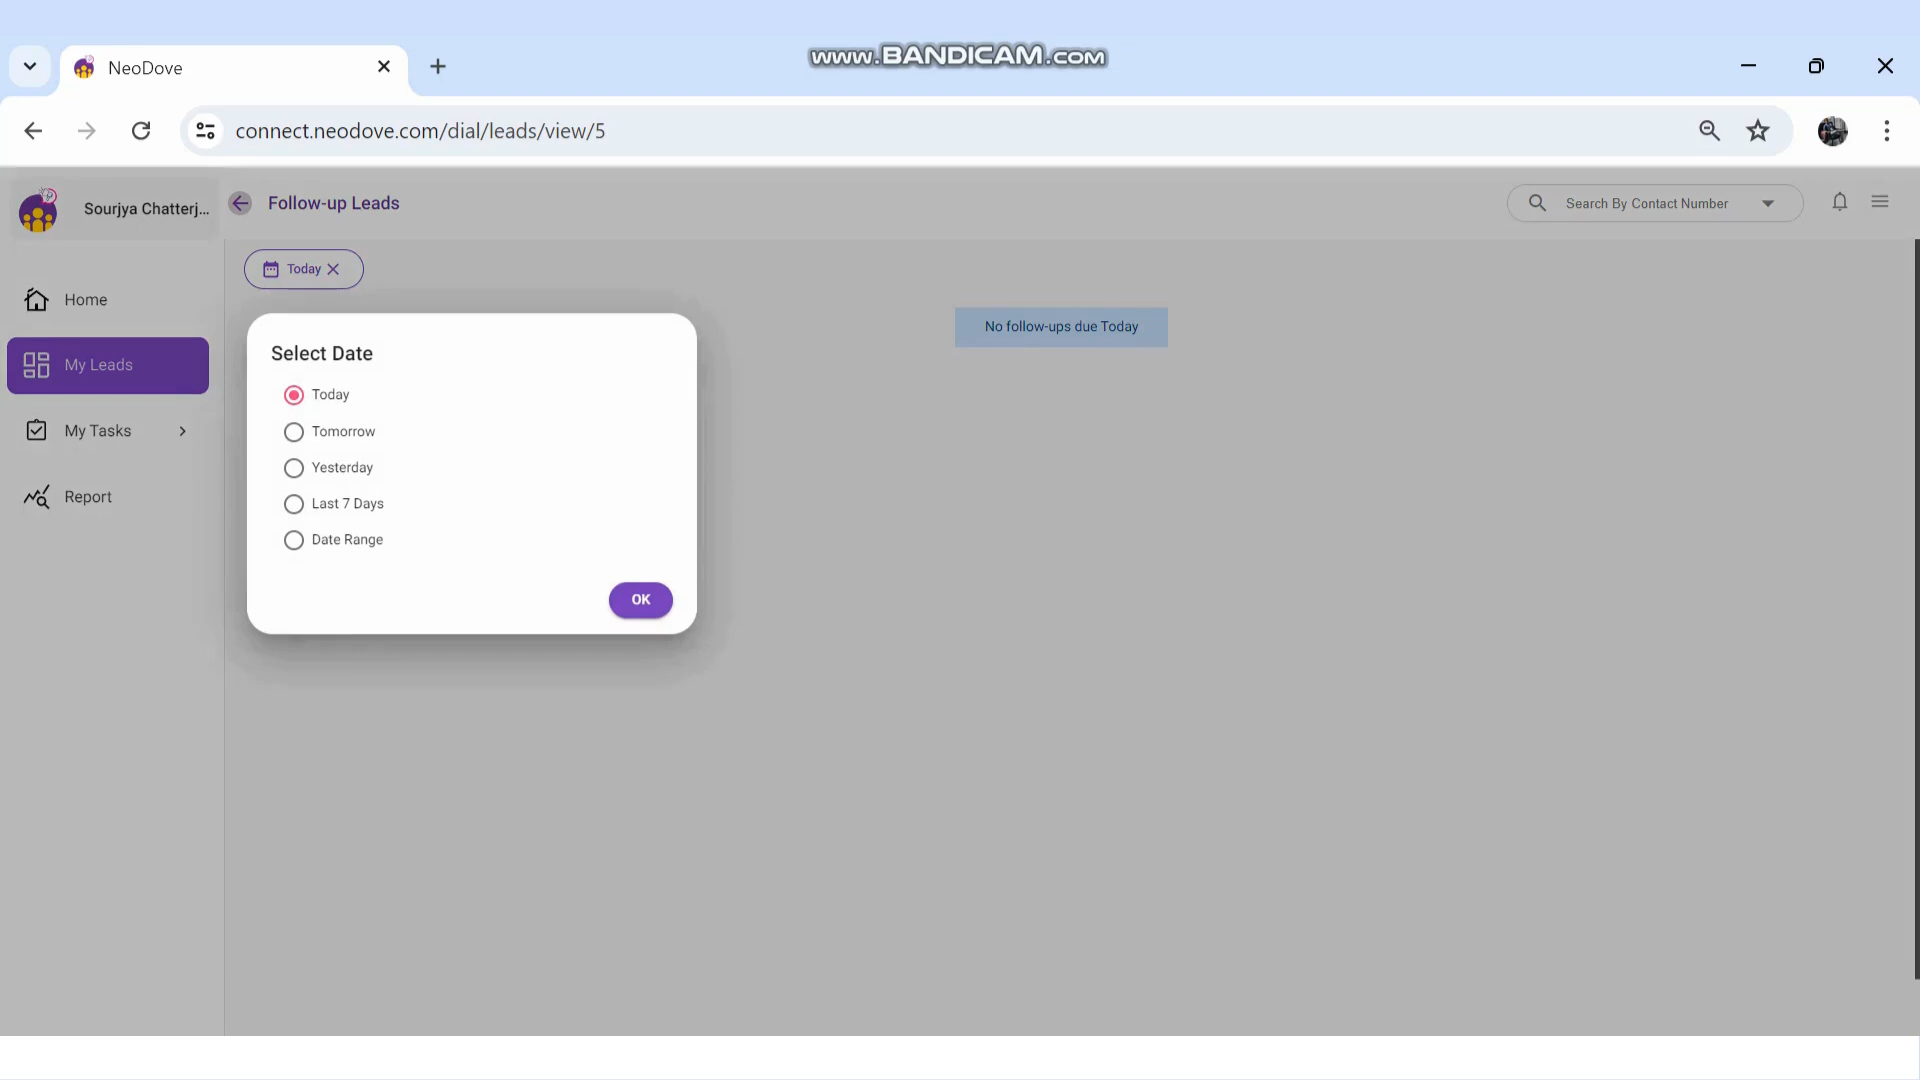 NeoDove
www.BANDICAM.com
connect.neodove.com/dial/leads/view/5
Sourjya Chatterj...
Follow-up Leads
Search By Contact Number
Today
Home
No follow-ups due Today
My Leads
Select Date
Today
Tomorrow
My Tasks
Yesterday
Report
Last 7 Days
Date Range
OK